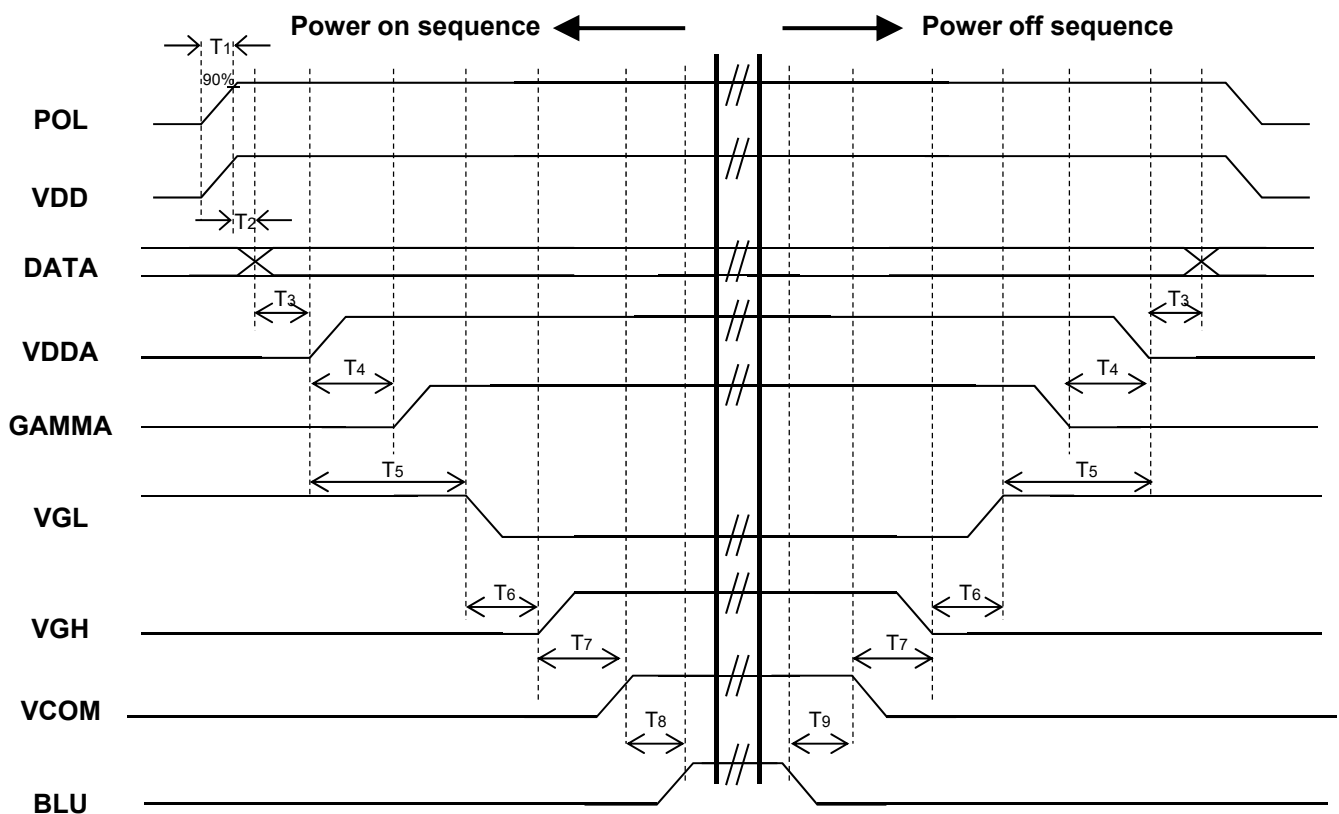 Power on sequence
Power off sequence
T1
90%
POL
VDD
T2
DATA
T3
T3
VDDA
T4
T4
GAMMA
T5
T5
VGL
T6
T6
VGH
T7
T7
VCOM
T8
T9
BLU